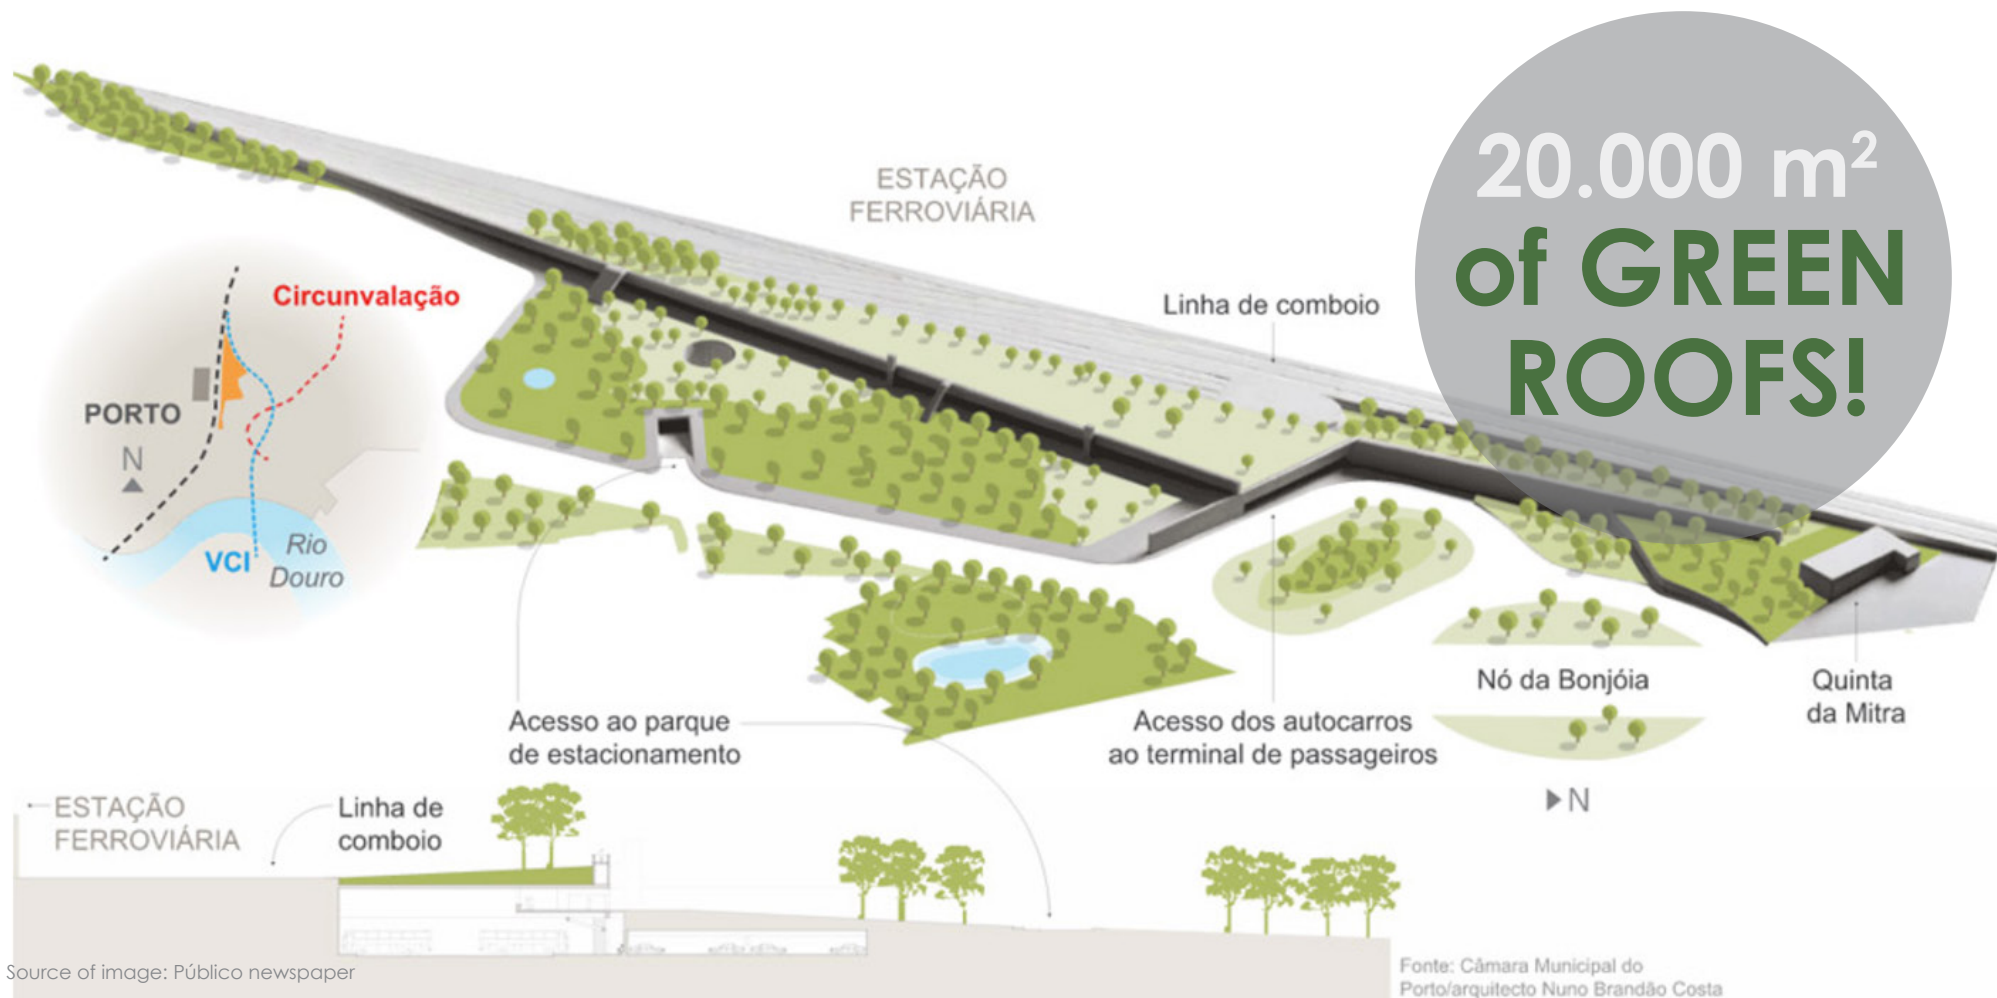 20.000 m²
of GREEN
ROOFS!
ESTAÇÃO
FERROVIÁRIA
Linha de comboio
Circunvalação
PORTO
N
VCI
Rio
Douro
Acesso ao parque
de estacionamento
Acesso dos autocarros
ao terminal de passageiros
Nó da Bonjóia
Quinta
da Mitra
N
ESTAÇÃO
FERROVIÁRIA
Linha de
comboio
Source of image: Público newspaper
Fonte: Câmara Municipal do
Porto/arquitecto Nuno Brandão Costa